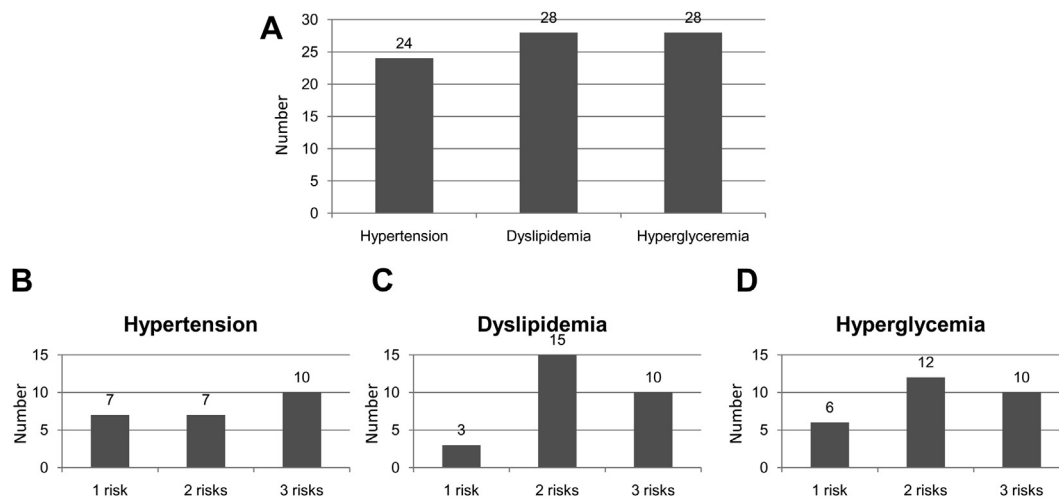 A
Number
30
25
20
15
10
5
0
24
28
28
Hypertension
Dyslipidemia
Hyperglyceremia
B
Hypertension
Number
15
10
5
0
7
7
10
1 risk
2 risks
3 risks
C
Dyslipidemia
Number
15
10
5
0
3
15
10
1 risk
2 risks
3 risks
D
Hyperglycemia
Number
15
10
5
0
6
12
10
1 risk
2 risks
3 risks